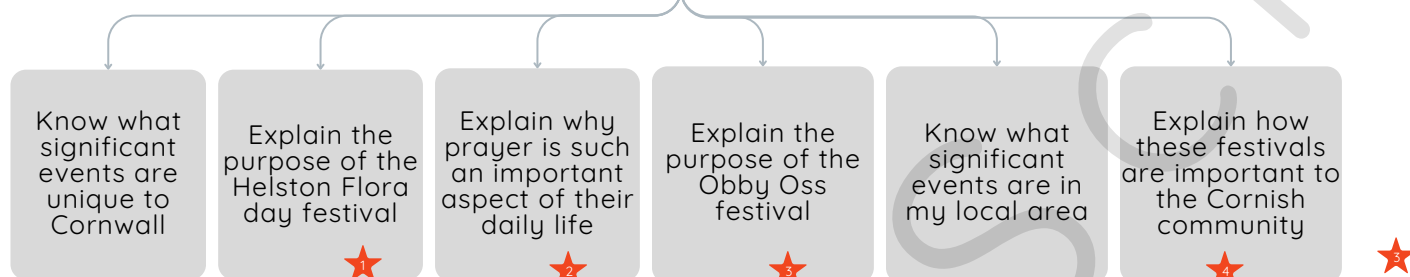 Know what
significant
events are
unique to
Cornwall
Explain the
purpose of the
Helston Flora
day festival
1
Explain why
prayer is such
an important
aspect of their
daily life
2
Explain the
purpose of the
Obby Oss
festival
3
Know what
significant
events are in
my local area
Explain how
these festivals
are important to
the Cornish
community
4
3